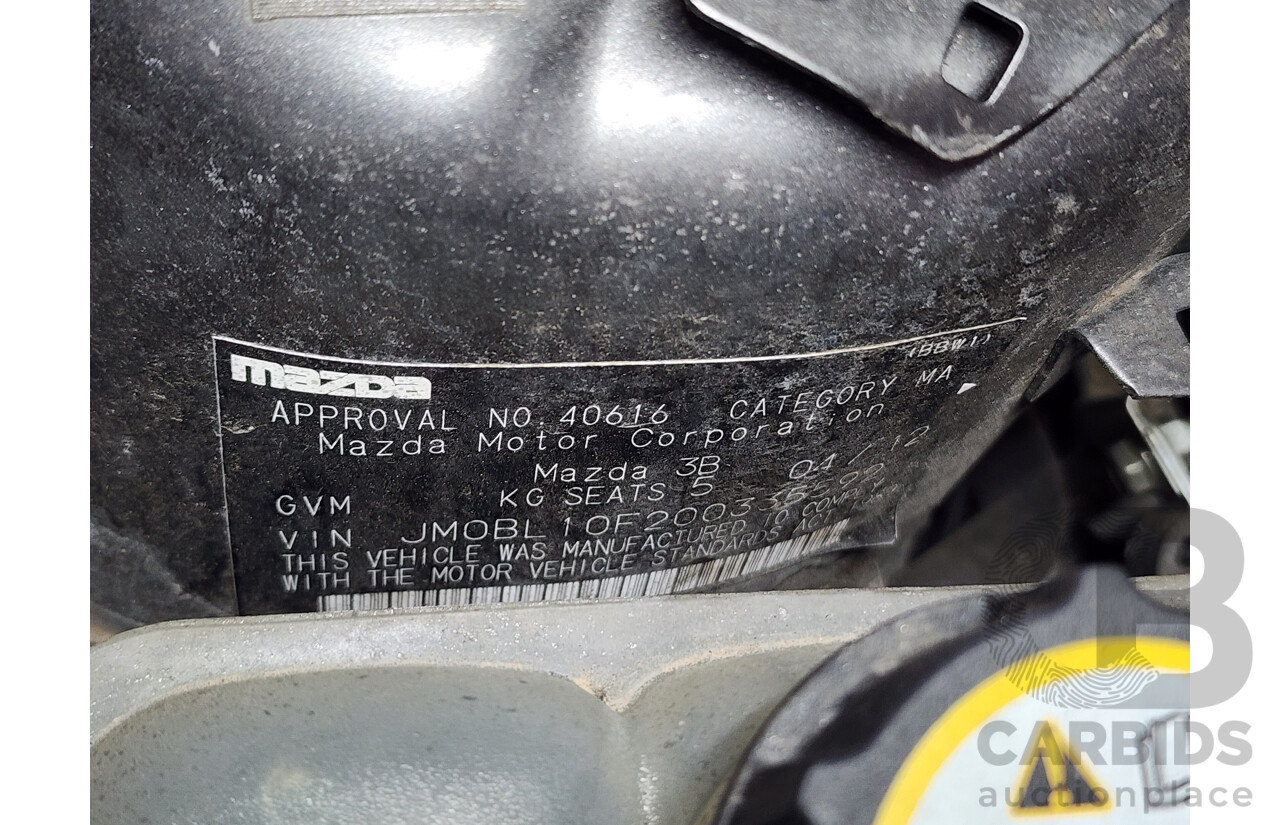 mazda (BBW1)
APPROVAL NO.40616 CATEGORY MA
Mazda Motor Corporation
Mazda 3B 04/12
GVM KG SEATS 5
VIN
THIS VEHICLE WAS MANUFACTURED TO COMPLY
WITH THE MOTOR VEHICLE STANDARDS ACT
B
CARBIDS
auctionplace